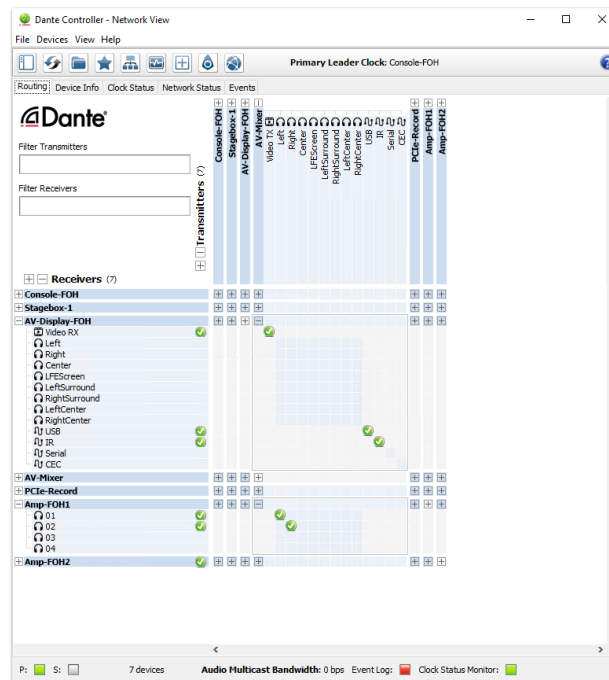 Dante Controller - Network View
File Devices View Help
Primary Leader Clock: Console-FOH
Routing Device Info Clock Status Network Status Events
Dante®
Filter Transmitters
Filter Receivers
Transmitters (7)
Console-FOH
Stagebox-1
AV-Display-FOH
AV-Mixer
Video TX
Left
Right
Center
LFEScreen
LeftSurround
RightSurround
LeftCenter
RightCenter
USB
IR
Serial
CEC
PCIe-Record
Amp-FOH1
Amp-FOH2
Receivers (7)
Console-FOH
Stagebox-1
AV-Display-FOH
Video RX
Left
Right
Center
LFEScreen
LeftSurround
RightSurround
LeftCenter
RightCenter
USB
IR
Serial
CEC
AV-Mixer
PCIe-Record
Amp-FOH1
01
02
03
04
Amp-FOH2
P: S: 7 devices Audio Multicast Bandwidth: 0 bps Event Log: Clock Status Monitor: